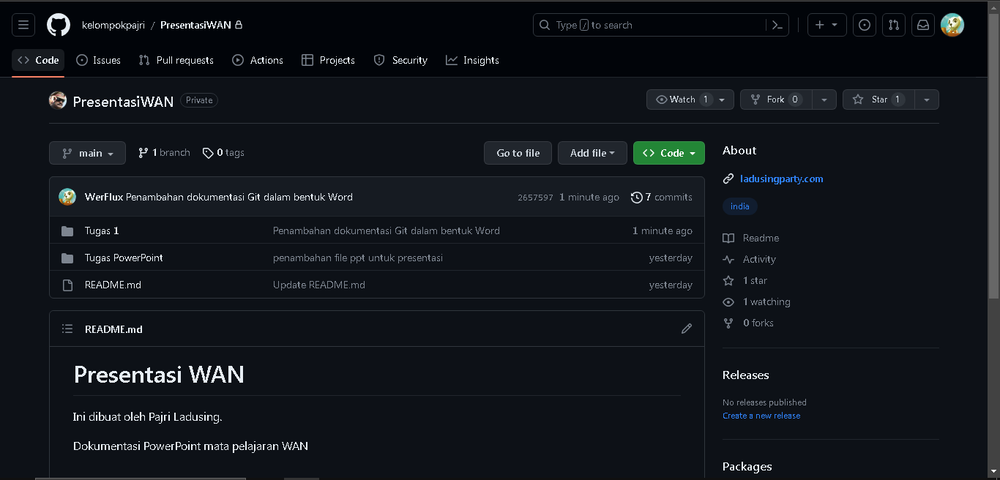 kelompokpajri / PresentasiWAN
Type / to search
Code Issues Pull requests Actions Projects Security Insights
PresentasiWAN Private
Watch 1 Fork 0 Star 1
main 1 branch 0 tags
Go to file Add file Code
WerFlux Penambahan dokumentasi Git dalam bentuk Word 2657597 1 minute ago 7 commits
Tugas 1 Penambahan dokumentasi Git dalam bentuk Word 1 minute ago
Tugas PowerPoint penambahan file ppt untuk presentasi yesterday
README.md Update README.md yesterday
README.md
Presentasi WAN
Ini dibuat oleh Pajri Ladusing.
Dokumentasi PowerPoint mata pelajaran WAN
About
ladusingparty.com
india
Readme
Activity
1 star
1 watching
0 forks
Releases
No releases published
Create a new release
Packages